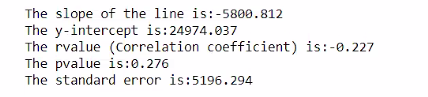 The slope of the line is:-5800.812
The y-intercept is:24974.037
The rvalue (Correlation coefficient) is:-0.227
The pvalue is:0.276
The standard error is:5196.294